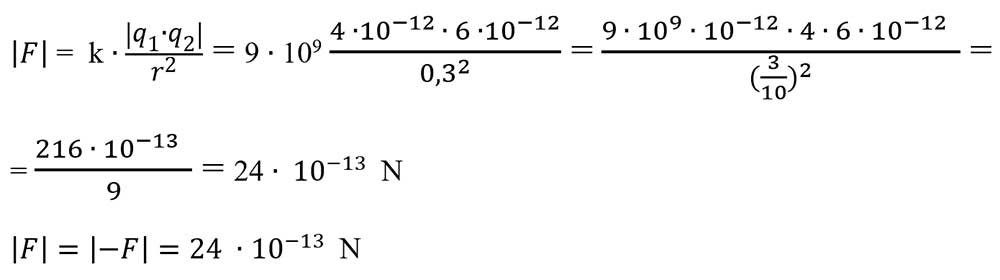 |F| = k · |q₁·q₂| / r² = 9 · 10⁹ 4 ·10⁻¹² · 6 ·10⁻¹² / 0,3² = 9 · 10⁹ · 10⁻¹² · 4 · 6 · 10⁻¹² / (3/10)² =
= 216 · 10⁻¹³ / 9 = 24 · 10⁻¹³ N
|F| = |−F| = 24 · 10⁻¹³ N